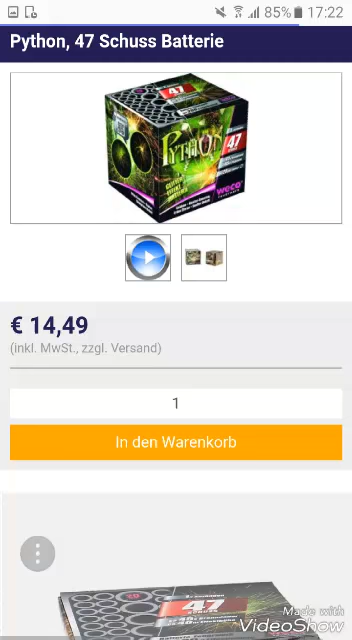 85% 17:22
Python, 47 Schuss Batterie
PYTHON
47
weco
€ 14,49
(inkl. MwSt., zzgl. Versand)
1
In den Warenkorb
47
Made with
VideoShow